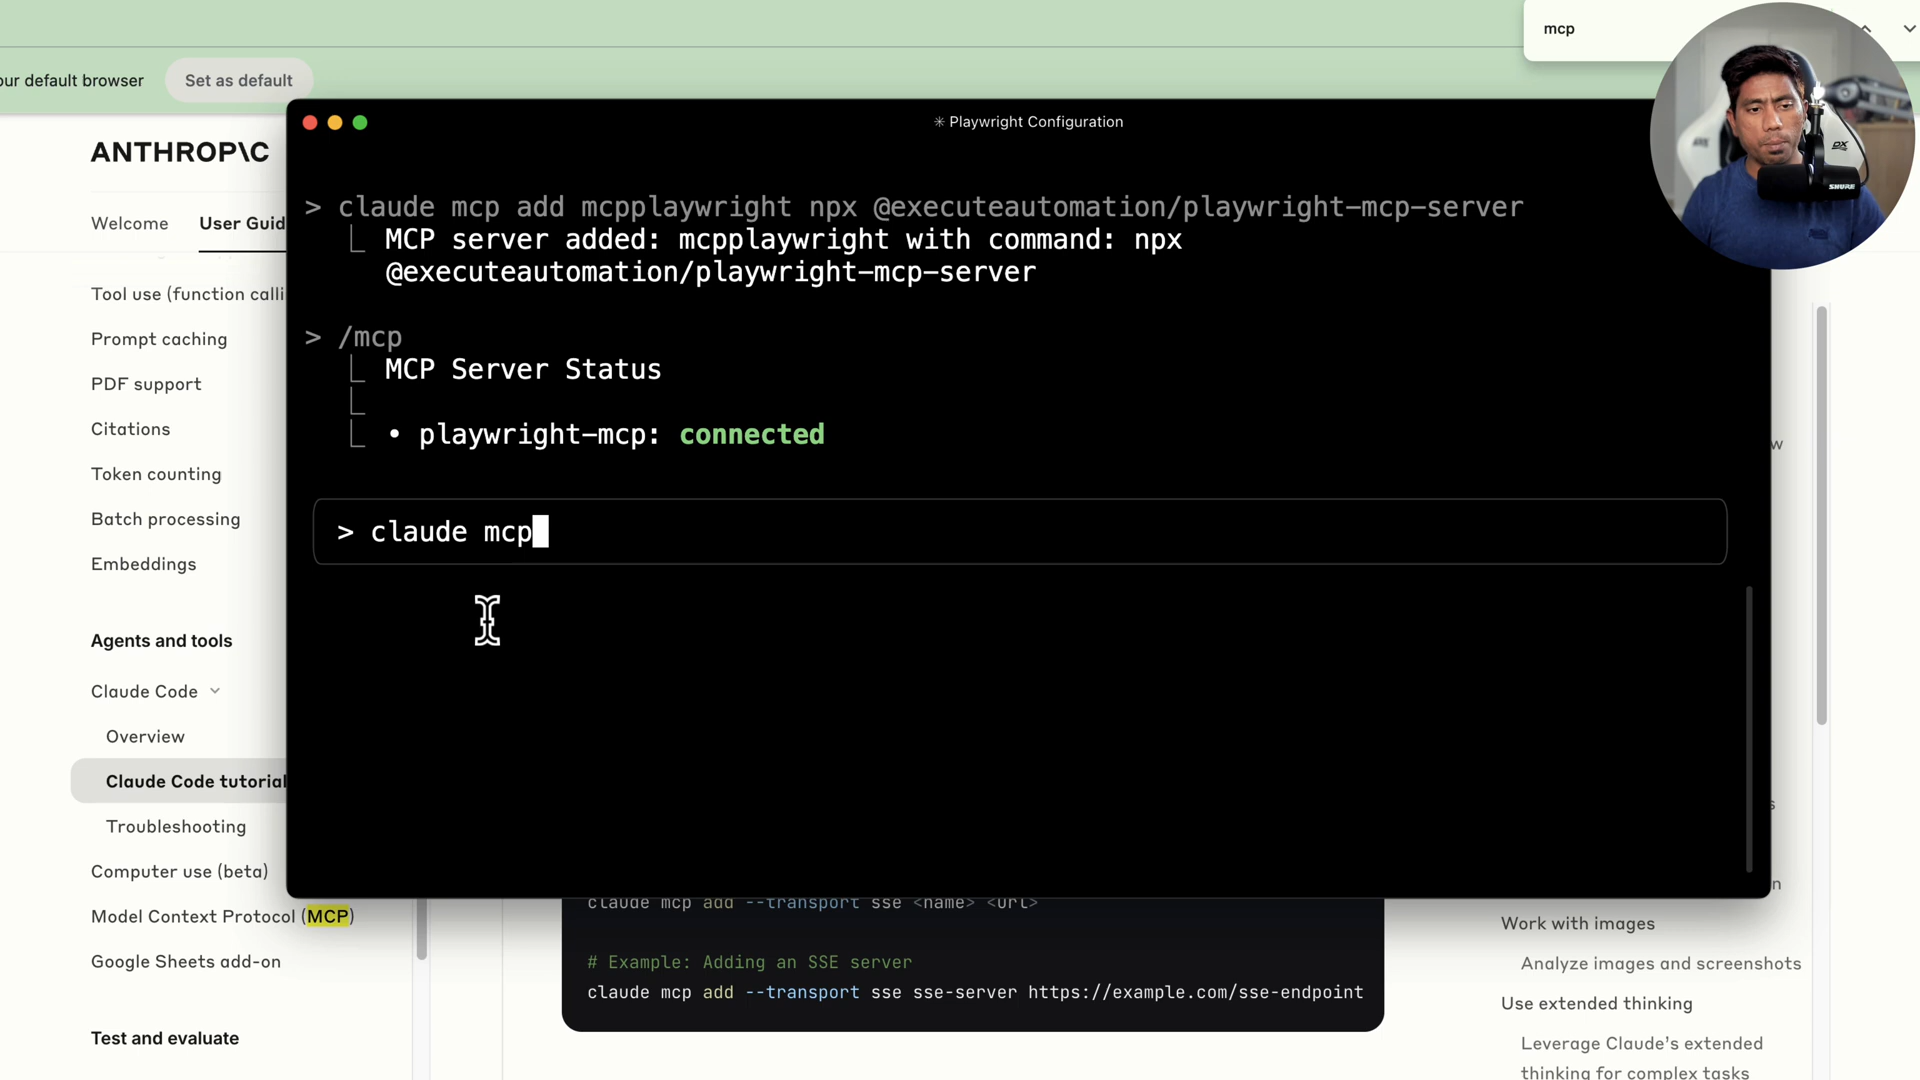 mcp
our default browser
Set as default
✳ Playwright Configuration
ANTHROP\C
Welcome
User Guid
Tool use (function calli
Prompt caching
PDF support
Citations
Token counting
Batch processing
Embeddings
Agents and tools
Claude Code
Overview
Claude Code tutorial
Troubleshooting
Computer use (beta)
Model Context Protocol (MCP)
Google Sheets add-on
Test and evaluate
> claude mcp add mcpplaywright npx @executeautomation/playwright-mcp-server
MCP server added: mcpplaywright with command: npx
@executeautomation/playwright-mcp-server
> /mcp
MCP Server Status
• playwright-mcp: connected
> claude mcp
claude mcp add --transport sse <name> <url>
# Example: Adding an SSE server
claude mcp add --transport sse sse-server https://example.com/sse-endpoint
w
s
n
Work with images
Analyze images and screenshots
Use extended thinking
Leverage Claude's extended
thinking for complex tasks
SHURE